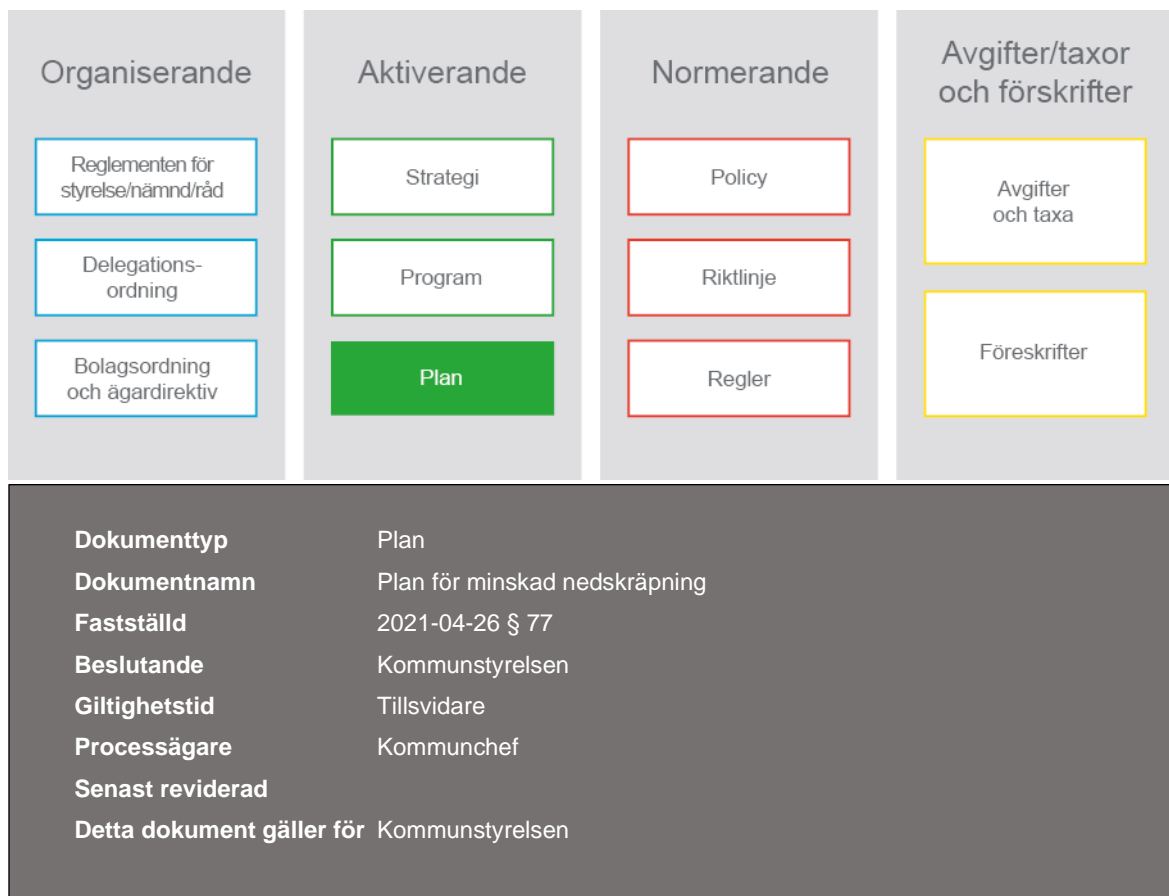 Organiserande
Reglementen för
styrelse/nämnd/råd
Delegations-
ordning
Bolagsordning
och ägardirektiv
Aktiverande
Strategi
Program
Plan
Normerande
Policy
Riktlinje
Regler
Avgifter/taxor
och förskrifter
Avgifter
och taxa
Föreskrifter
Dokumenttyp Plan
Dokumentnamn Plan för minskad nedskräpning
Fastställd 2021-04-26 § 77
Beslutande Kommunstyrelsen
Giltighetstid Tillsvidare
Processägare Kommunchef
Senast reviderad
Detta dokument gäller för Kommunstyrelsen